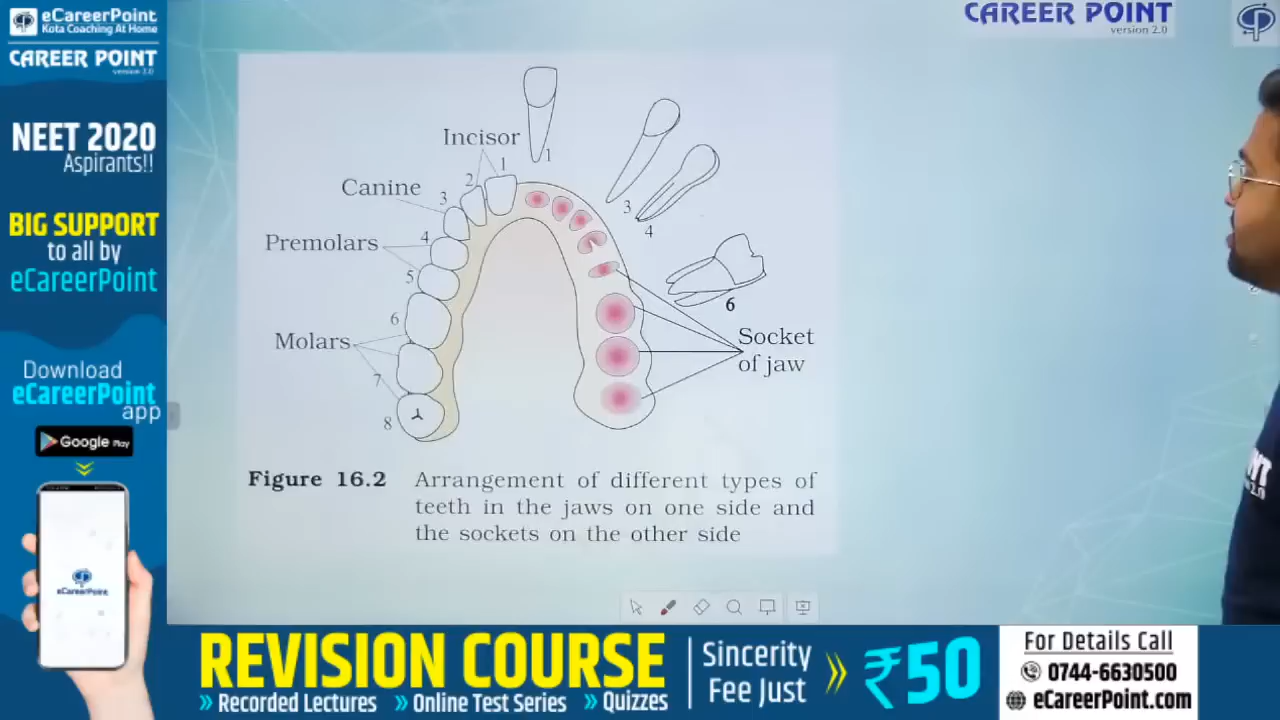 eCareerPoint
Kota Coaching At Home
CAREER POINT
version 2.0
NEET 2020
Aspirants!!
BIG SUPPORT
to all by
eCareerPoint
Download
eCareerPoint
app
Google Play
eCareerPoint
CAREER POINT
version 2.0
Incisor
1
1
2
Canine
3
3
Premolars
4
4
5
6
6
Molars
7
8
Socket
of jaw
Figure 16.2 Arrangement of different types of
teeth in the jaws on one side and
the sockets on the other side
REVISION COURSE
» Recorded Lectures » Online Test Series » Quizzes
Sincerity
Fee Just
» ₹50
For Details Call
0744-6630500
eCareerPoint.com